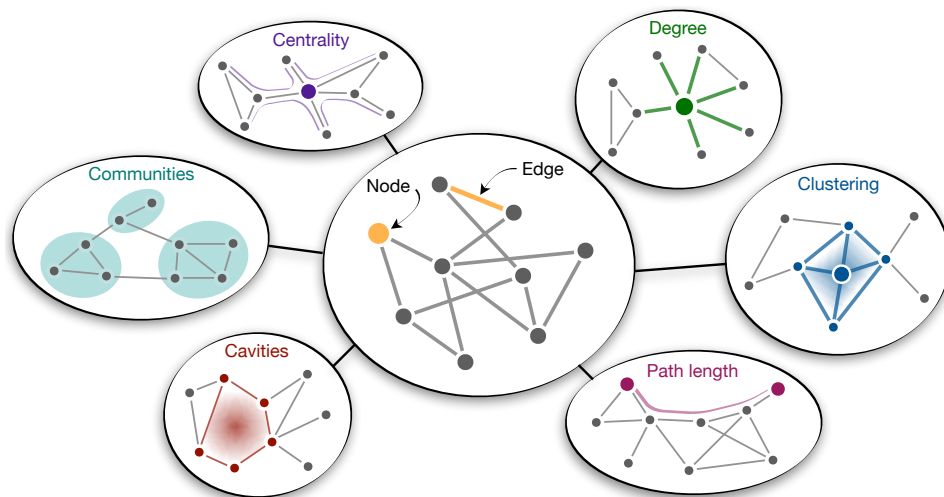 Centrality
Degree
Communities
Node
Edge
Clustering
Cavities
Path length